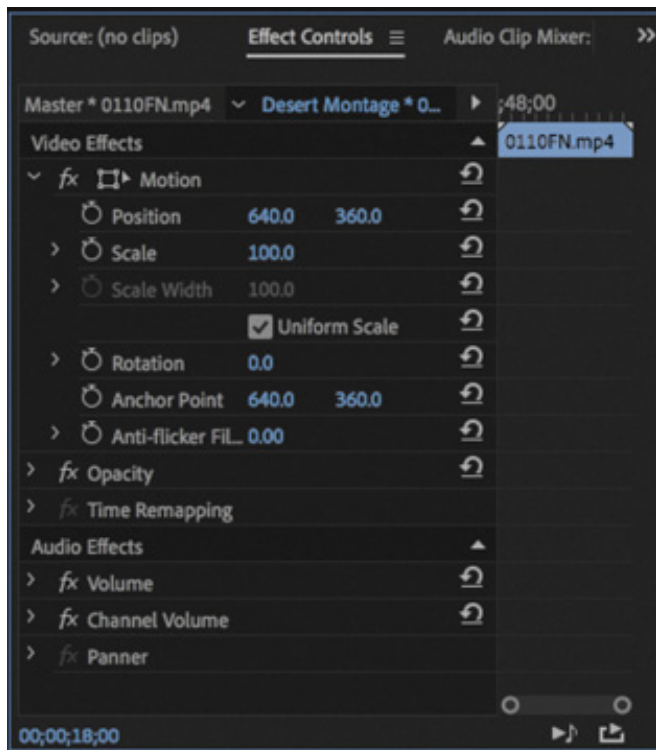 Source: (no clips) Effect Controls Audio Clip Mixer:
Master * 0110FN.mp4 Desert Montage * 0... ;48;00
Video Effects 0110FN.mp4
fx Motion
Position 640.0 360.0
Scale 100.0
Scale Width 100.0
Uniform Scale
Rotation 0.0
Anchor Point 640.0 360.0
Anti-flicker Fil... 0.00
fx Opacity
fx Time Remapping
Audio Effects
fx Volume
fx Channel Volume
fx Panner
00;00;18;00